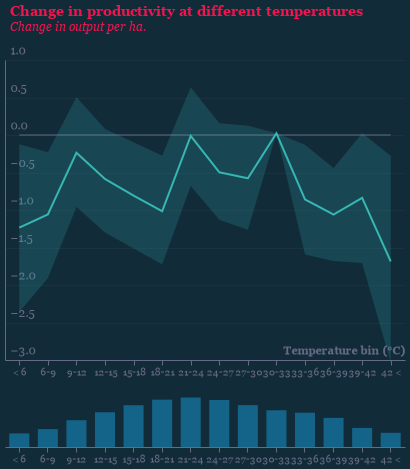 Change in productivity at different temperatures
Change in output per ha.
1.0
0.5
0.0
−0.5
−1.0
−1.5
−2.0
−2.5
−3.0
Temperature bin (°C)
< 6 6-9 9-12 12-15 15-18 18-21 21-24 24-27 27-30 30-33 33-36 36-39 39-42 42 <
< 6 6-9 9-12 12-15 15-18 18-21 21-24 24-27 27-30 30-33 33-36 36-39 39-42 42 <